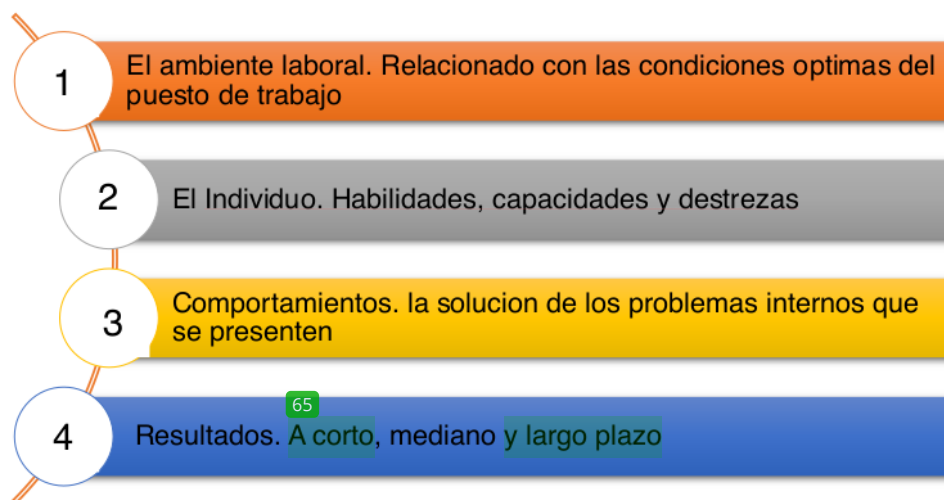 1
El ambiente laboral. Relacionado con las condiciones optimas del
puesto de trabajo
2
El Individuo. Habilidades, capacidades y destrezas
3
Comportamientos. la solucion de los problemas internos que
se presenten
65
4
Resultados. A corto, mediano y largo plazo